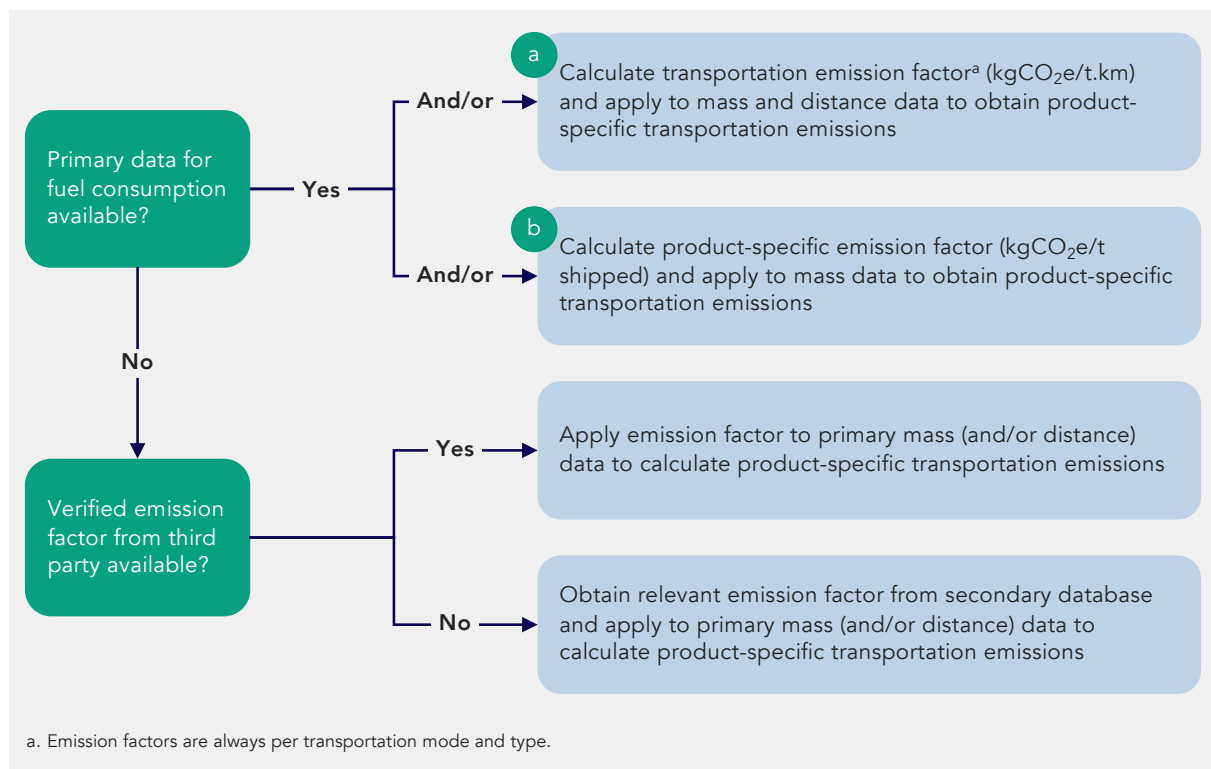 a
Calculate transportation emission factorᵃ (kgCO₂e/t.km)
and apply to mass and distance data to obtain product-
specific transportation emissions
And/or
Primary data for
fuel consumption
available?
Yes
b
Calculate product-specific emission factor (kgCO₂e/t
shipped) and apply to mass data to obtain product-specific
transportation emissions
And/or
No
Yes
Apply emission factor to primary mass (and/or distance)
data to calculate product-specific transportation emissions
Verified emission
factor from third
party available?
No
Obtain relevant emission factor from secondary database
and apply to primary mass (and/or distance) data to
calculate product-specific transportation emissions
a. Emission factors are always per transportation mode and type.